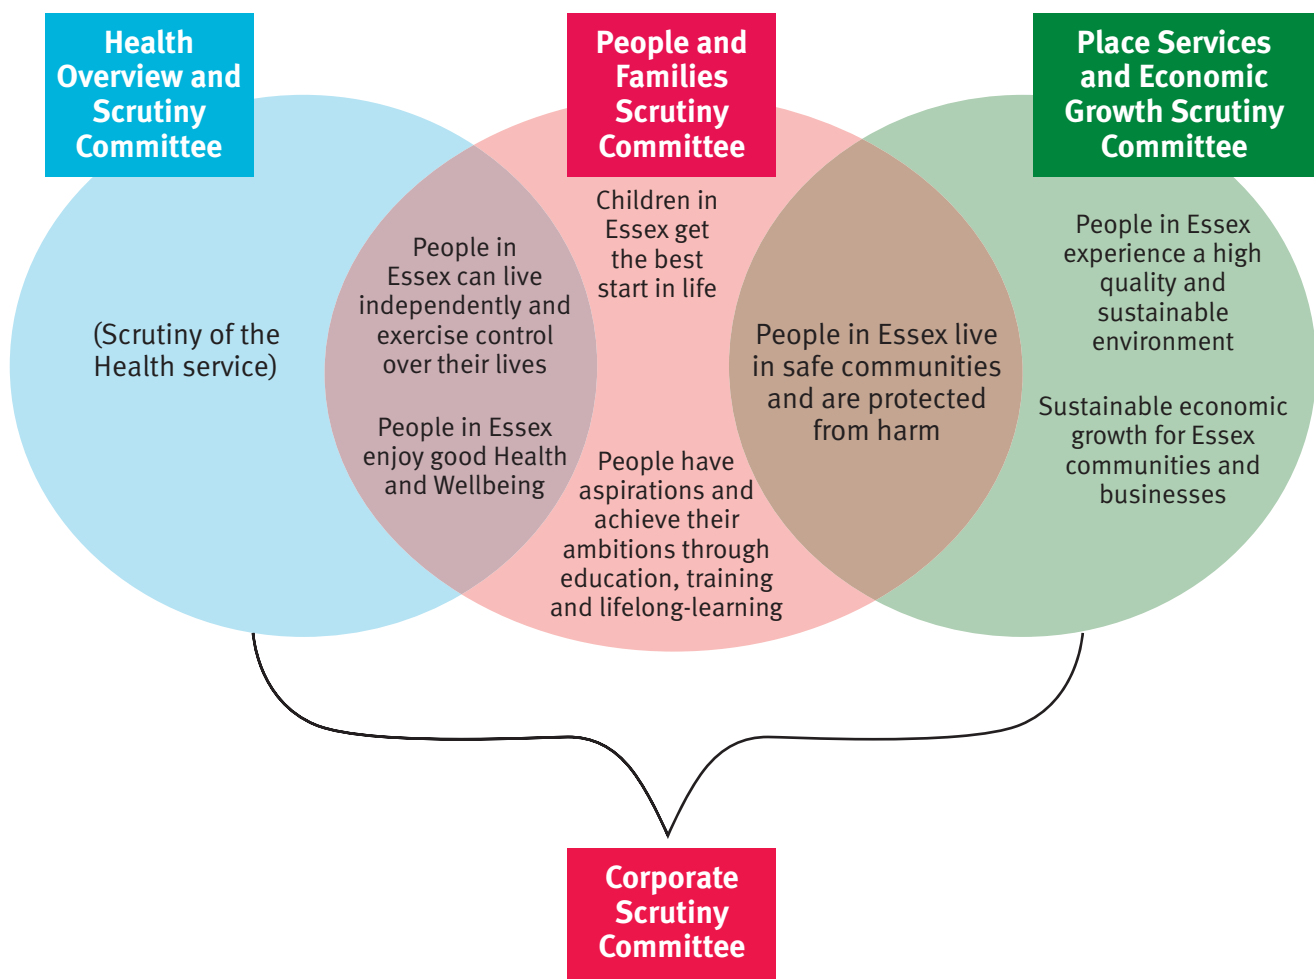 Health
Overview and
Scrutiny
Committee
People and
Families
Scrutiny
Committee
Place Services
and Economic
Growth Scrutiny
Committee
(Scrutiny of the
Health service)
People in
Essex can live
independently and
exercise control
over their lives
People in Essex
enjoy good Health
and Wellbeing
Children in
Essex get
the best
start in life
People have
aspirations and
achieve their
ambitions through
education, training
and lifelong-learning
People in Essex live
in safe communities
and are protected
from harm
People in Essex
experience a high
quality and
sustainable
environment
Sustainable economic
growth for Essex
communities and
businesses
Corporate
Scrutiny
Committee